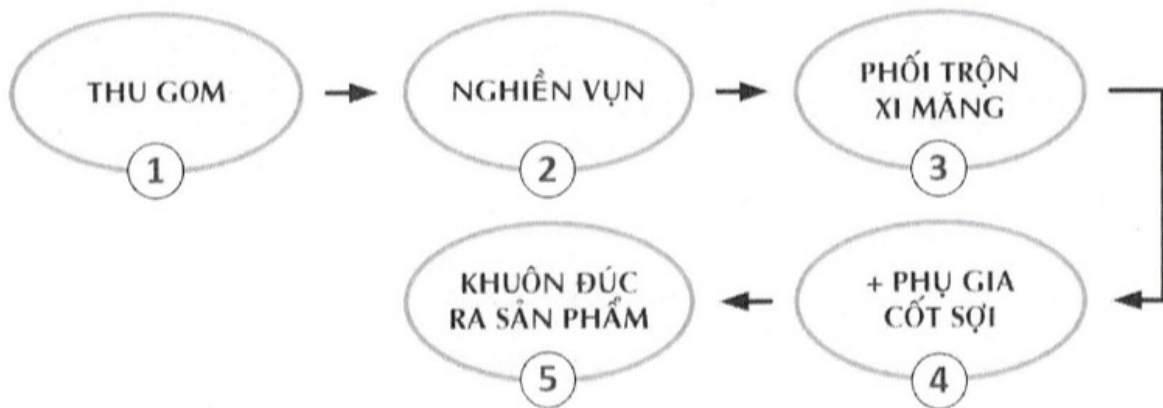 THU GOM
1
NGHIỀN VỤN
2
PHỐI TRỘN
XI MĂNG
3
+ PHỤ GIA
CỐT SỢI
4
KHUÔN ĐÚC
RA SẢN PHẨM
5